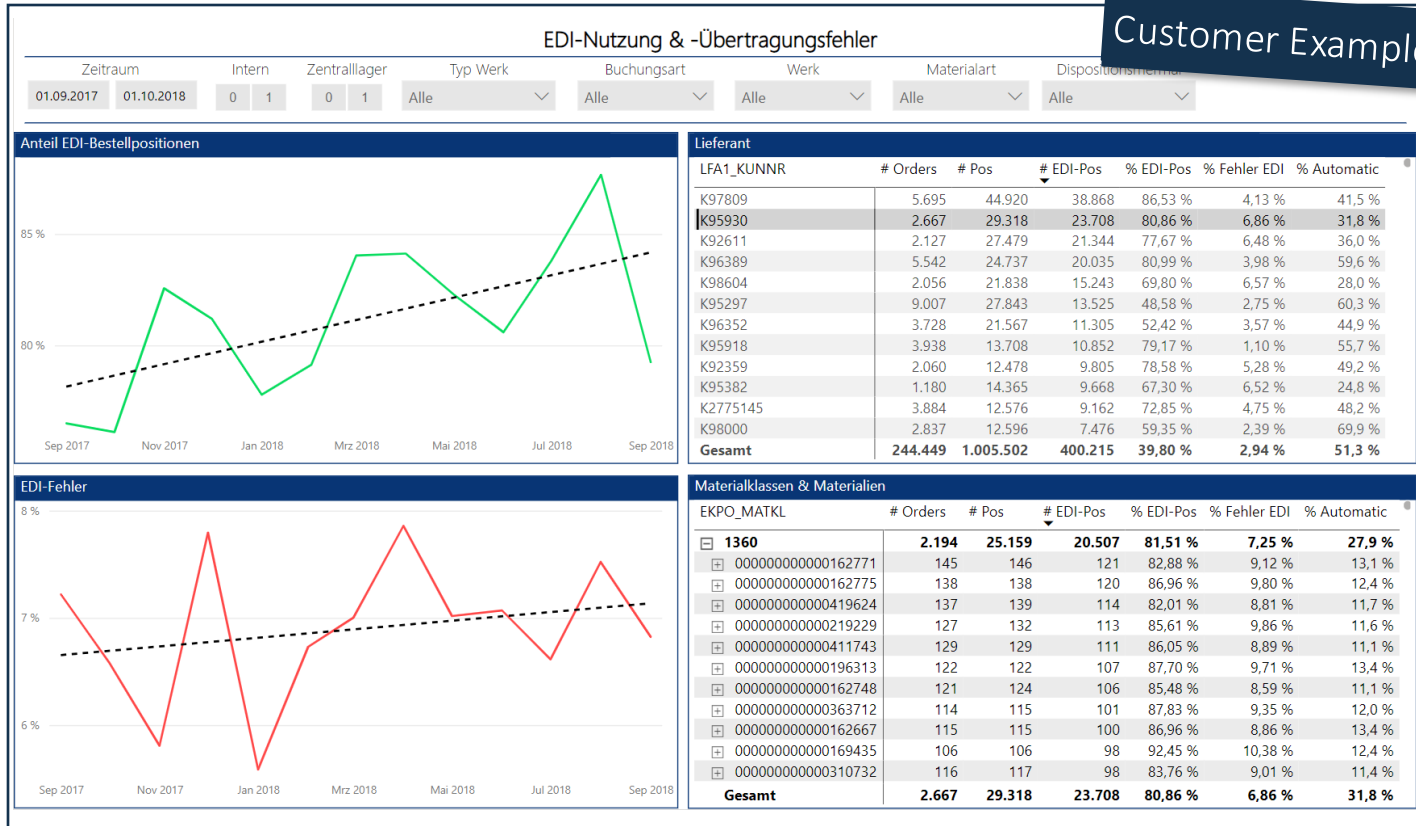 Customer Example
EDI-Nutzung & -Übertragungsfehler
Zeitraum Intern Zentralllager Typ Werk Buchungsart Werk Materialart
01.09.2017 01.10.2018 0 1 0 1 Alle Alle Alle Alle Alle
Anteil EDI-Bestellpositionen
85 %
80 %
Sep 2017 Nov 2017 Jan 2018 Mrz 2018 Mai 2018 Jul 2018 Sep 2018
Lieferant
LFA1_KUNNR # Orders # Pos # EDI-Pos % EDI-Pos % Fehler EDI % Automatic
K97809 5.695 44.920 38.868 86,53 % 4,13 % 41,5 %
K95930 2.667 29.318 23.708 80,86 % 6,86 % 31,8 %
K92611 2.127 27.479 21.344 77,67 % 6,48 % 36,0 %
K96389 5.542 24.737 20.035 80,99 % 3,98 % 59,6 %
K98604 2.056 21.838 15.243 69,80 % 6,57 % 28,0 %
K95297 9.007 27.843 13.525 48,58 % 2,75 % 60,3 %
K96352 3.728 21.567 11.305 52,42 % 3,57 % 44,9 %
K95918 3.938 13.708 10.852 79,17 % 1,10 % 55,7 %
K92359 2.060 12.478 9.805 78,58 % 5,28 % 49,2 %
K95382 1.180 14.365 9.668 67,30 % 6,52 % 24,8 %
K2775145 3.884 12.576 9.162 72,85 % 4,75 % 48,2 %
K98000 2.837 12.596 7.476 59,35 % 2,39 % 69,9 %
Gesamt 244.449 1.005.502 400.215 39,80 % 2,94 % 51,3 %
EDI-Fehler
8 %
7 %
6 %
Sep 2017 Nov 2017 Jan 2018 Mrz 2018 Mai 2018 Jul 2018 Sep 2018
Materialklassen & Materialien
EKPO_MATKL # Orders # Pos # EDI-Pos % EDI-Pos % Fehler EDI % Automatic
1360 2.194 25.159 20.507 81,51 % 7,25 % 27,9 %
000000000000162771 145 146 121 82,88 % 9,12 % 13,1 %
000000000000162775 138 138 120 86,96 % 9,80 % 12,4 %
000000000000419624 137 139 114 82,01 % 8,81 % 11,7 %
000000000000219229 127 132 113 85,61 % 9,86 % 11,6 %
000000000000411743 129 129 111 86,05 % 8,89 % 11,1 %
000000000000196313 122 122 107 87,70 % 9,71 % 13,4 %
000000000000162748 121 124 106 85,48 % 8,59 % 11,1 %
000000000000363712 114 115 101 87,83 % 9,35 % 12,0 %
000000000000162667 115 115 100 86,96 % 8,86 % 13,4 %
000000000000169435 106 106 98 92,45 % 10,38 % 12,4 %
000000000000310732 116 117 98 83,76 % 9,01 % 11,4 %
Gesamt 2.667 29.318 23.708 80,86 % 6,86 % 31,8 %